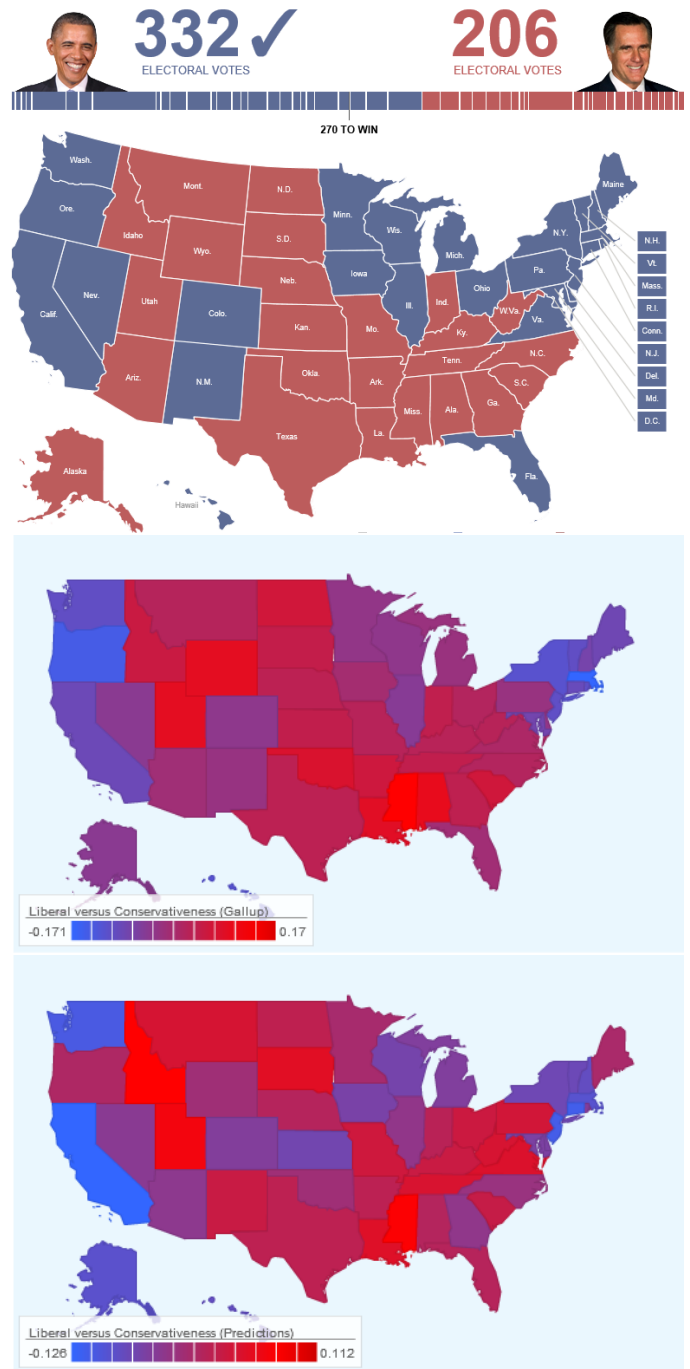 332 ✓ 206
ELECTORAL VOTES ELECTORAL VOTES
270 TO WIN
Wash.
Maine
Mont.
N.D.
Minn.
Ore.
Idaho
Wis.
N.Y.
N.H.
S.D.
Wyo.
Mich.
Vt.
Iowa
Pa.
Mass.
Neb.
Nev.
Ohio
R.I.
Utah
Ill.
Ind.
Calif.
Colo.
W.Va.
Conn.
Kan.
Mo.
Va.
Ky.
N.J.
N.C.
Tenn.
Okla.
Del.
Ariz.
N.M.
Ark.
S.C.
Md.
Miss.
Ala.
Ga.
D.C.
Texas
La.
Alaska
Fla.
Hawaii
Liberal versus Conservativeness (Gallup)
-0.171 0.17
Liberal versus Conservativeness (Predictions)
-0.126 0.112